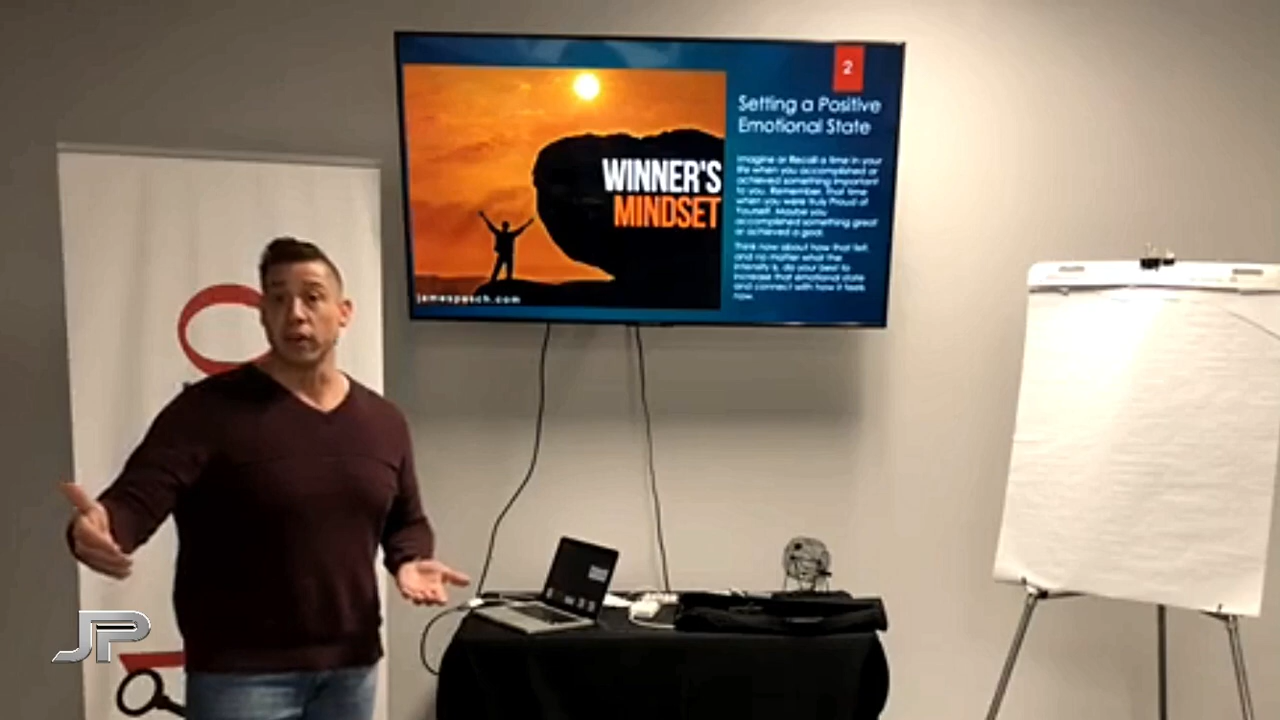 2
Setting a Positive
Emotional State
WINNER'S
MINDSET
Imagine or Recall a time in your
life when you accomplished or
achieved something important
to you. Remember, that time
when you were truly Proud of
Yourself. Maybe you
accomplished something great
or achieved a goal.
Think now about how that felt
and no matter what the
intensity is, do your best to
increase that emotional state
and connect with how it feels
now.
jamespesch.com
JP